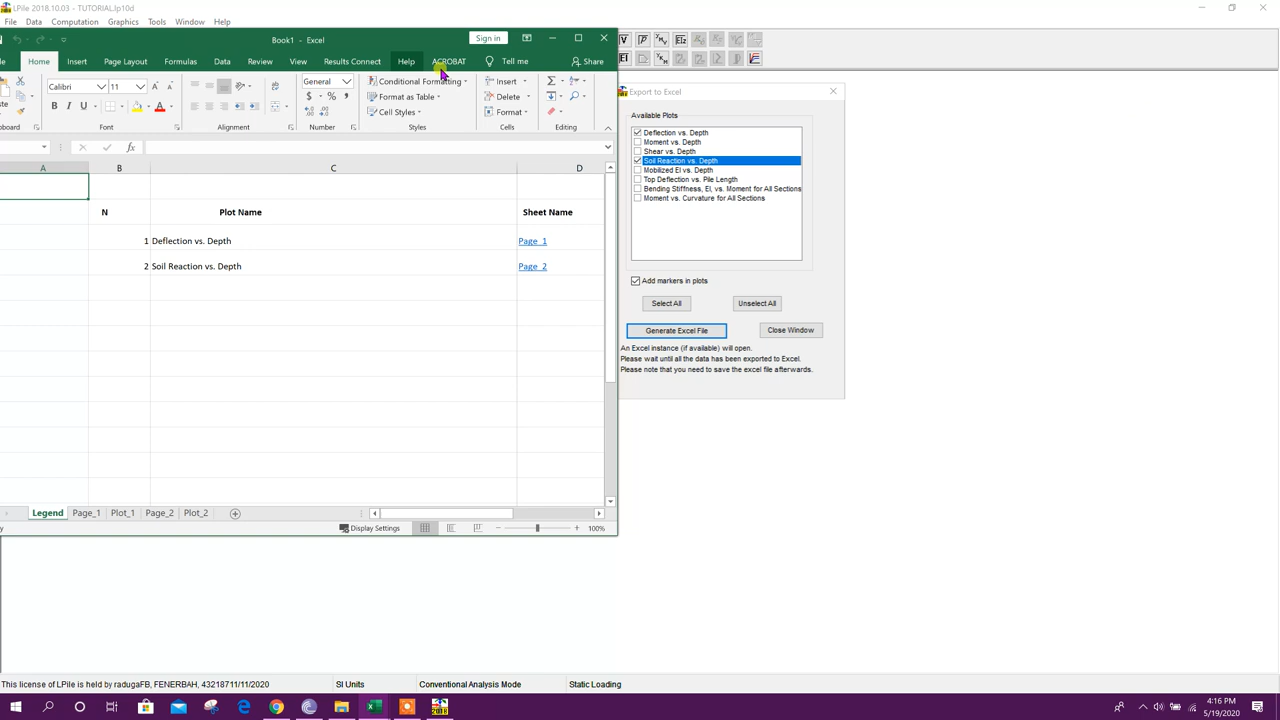 LPile 2018.10.03 - TUTORIAL.lp10d
File Data Computation Graphics Tools Window Help
Book1 - Excel
Sign in
Home Insert Page Layout Formulas Data Review View Results Connect Help ACROBAT Tell me Share
Calibri 11
General
Conditional Formatting
Insert
Format as Table
Delete
B I U
$ % ,
Cell Styles
Format
Font Alignment Number Styles Cells Editing
fx
A B C D
N Plot Name Sheet Name
1 Deflection vs. Depth Page_1
2 Soil Reaction vs. Depth Page_2
Legend Page_1 Plot_1 Page_2 Plot_2
Display Settings
100%
Export to Excel
Available Plots
Deflection vs. Depth
Moment vs. Depth
Shear vs. Depth
Soil Reaction vs. Depth
Mobilized EI vs. Depth
Top Deflection vs. Pile Length
Bending Stiffness, EI, vs. Moment for All Sections
Moment vs. Curvature for All Sections
Add markers in plots
Select All Unselect All
Generate Excel File Close Window
An Excel instance (if available) will open.
Please wait until all the data has been exported to Excel.
Please note that you need to save the excel file afterwards.
This license of LPile is held by radugaFB, FENERBAH, 43218711/11/2020 SI Units Conventional Analysis Mode Static Loading
4:16 PM
5/19/2020